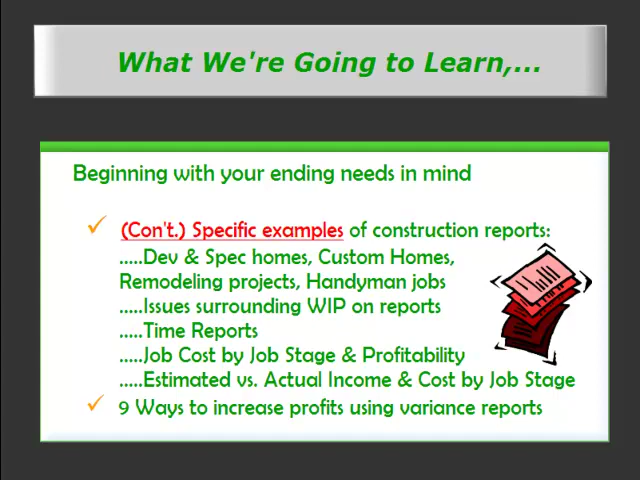 What We're Going to Learn,...
Beginning with your ending needs in mind
✓ (Con't.) Specific examples of construction reports:
.....Dev & Spec homes, Custom Homes,
Remodeling projects, Handyman jobs
.....Issues surrounding WIP on reports
.....Time Reports
.....Job Cost by Job Stage & Profitability
.....Estimated vs. Actual Income & Cost by Job Stage
✓ 9 Ways to increase profits using variance reports